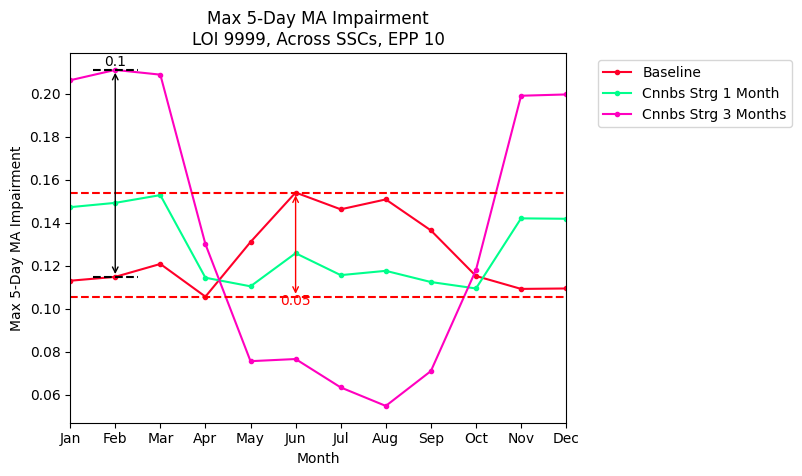 Max 5-Day MA Impairment
LOI 9999, Across SSCs, EPP 10
Max 5-Day MA Impairment
0.20
0.18
0.16
0.14
0.12
0.10
0.08
0.06
0.1
0.05
Jan Feb Mar Apr May Jun Jul Aug Sep Oct Nov Dec
Month
Baseline
Cnnbs Strg 1 Month
Cnnbs Strg 3 Months